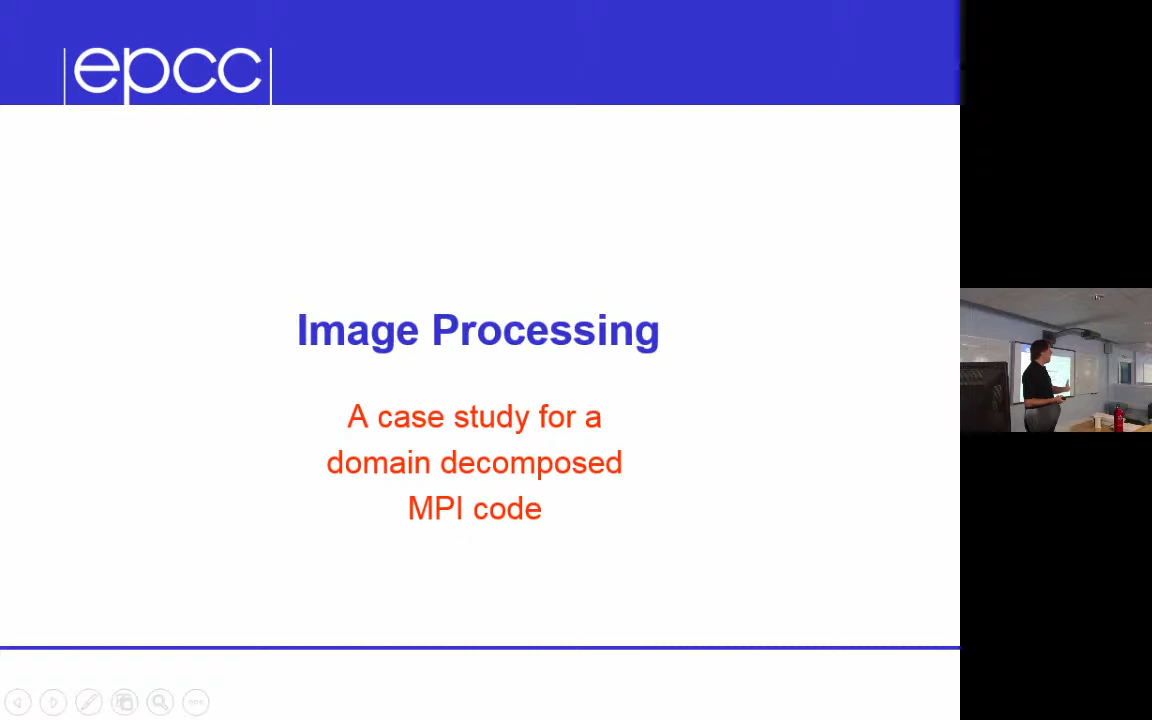 epcc
Image Processing
A case study for a
domain decomposed
MPI code